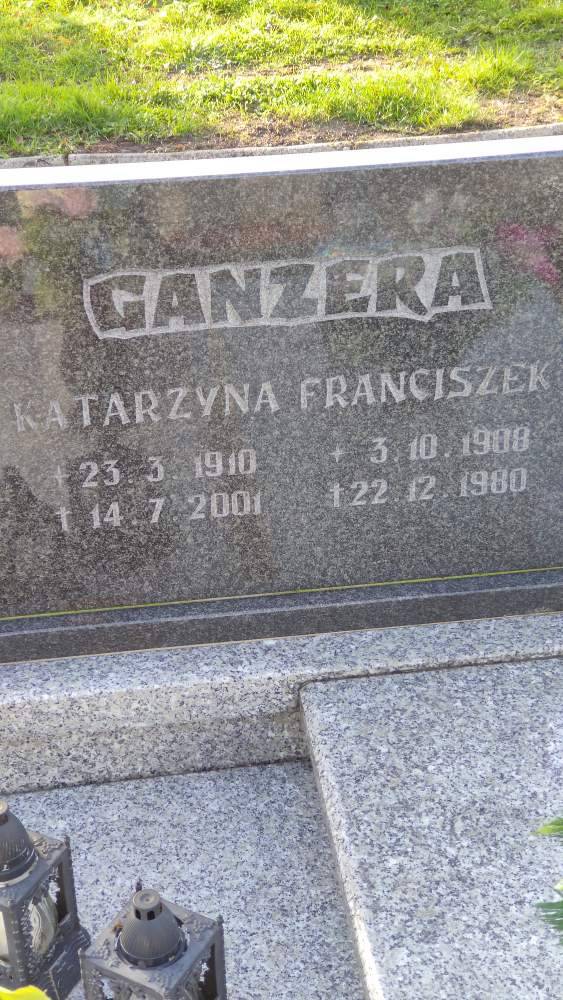 GANZERA
KATARZYNA FRANCISZEK
+ 23.3.1910 + 3.10.1908
† 14.7.2001 † 22.12.1980